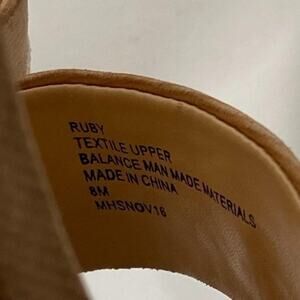 RUBY
TEXTILE UPPER
BALANCE MAN MADE MATERIALS
MADE IN CHINA
8M
MHSNOV16